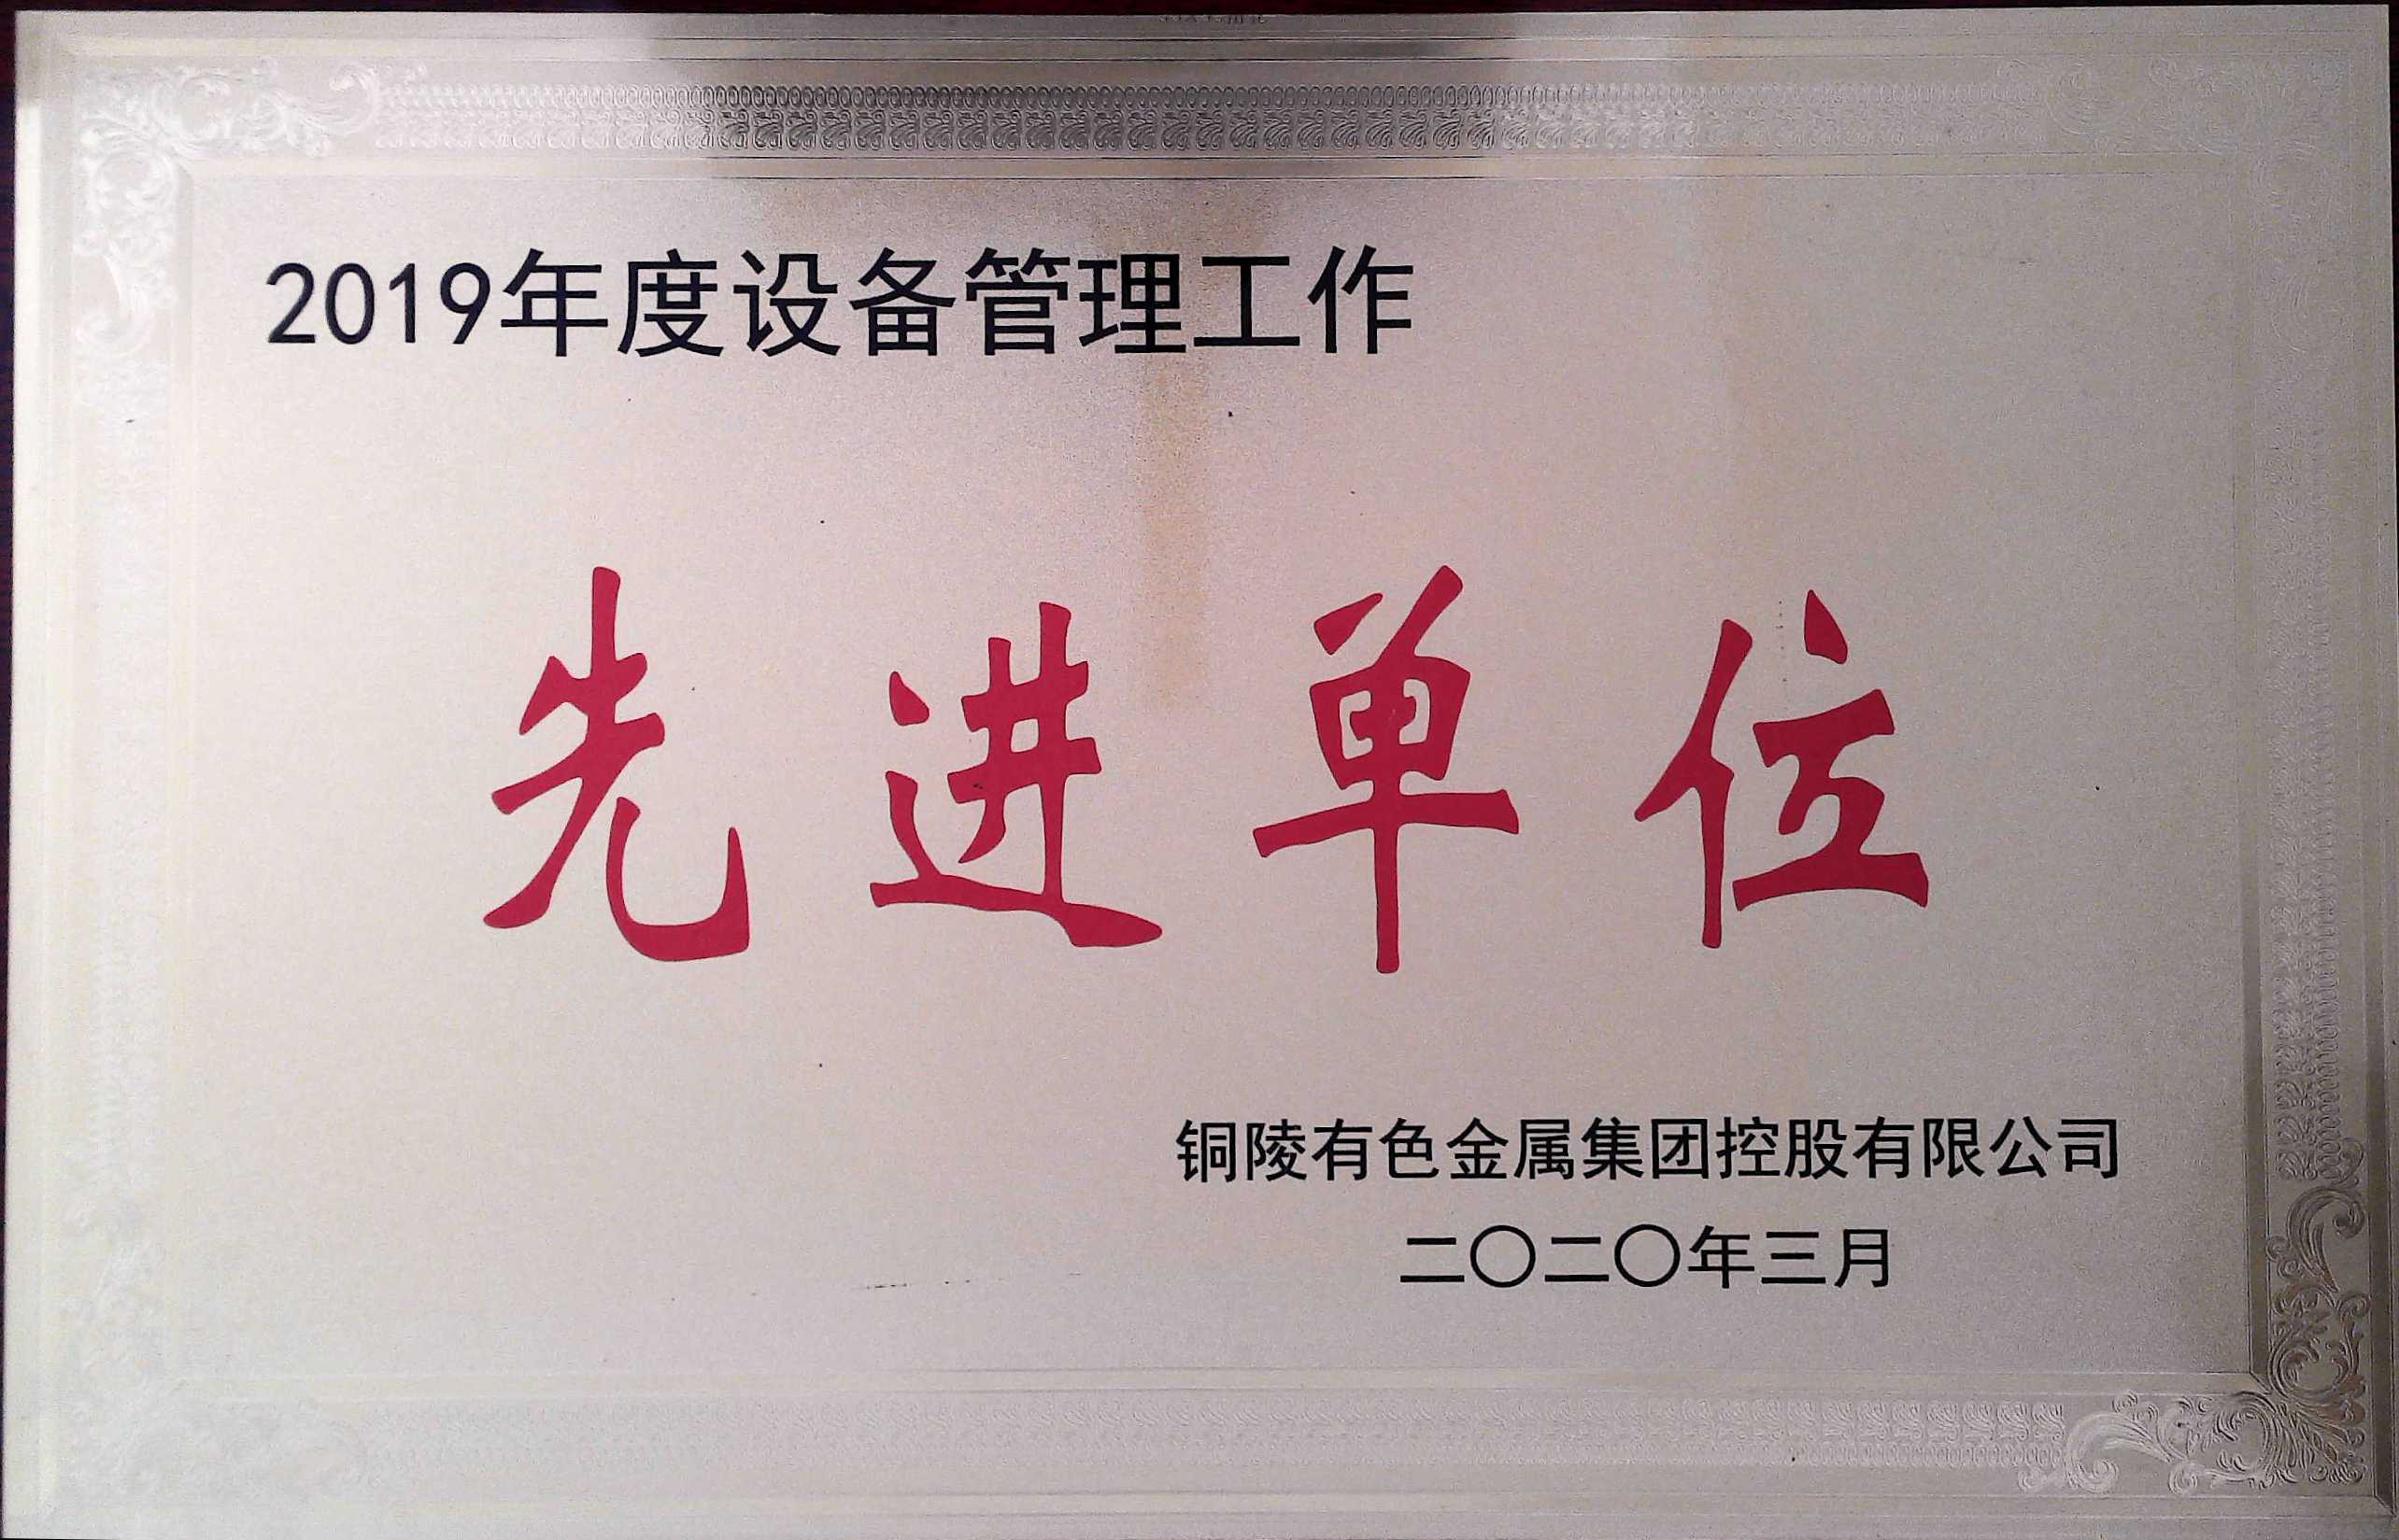 2019年度设备管理工作
先进单位
铜陵有色金属集团控股有限公司
二〇二〇年三月